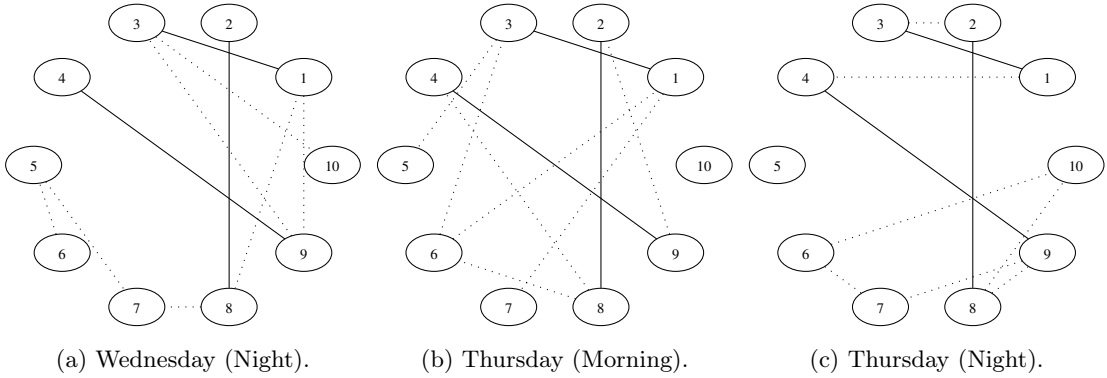 3 2 3 2 3 2
4 1 4 1 4 1
5 10 5 10 5 10
6 9 6 9 6 9
7 8 7 8 7 8
(a) Wednesday (Night). (b) Thursday (Morning). (c) Thursday (Night).